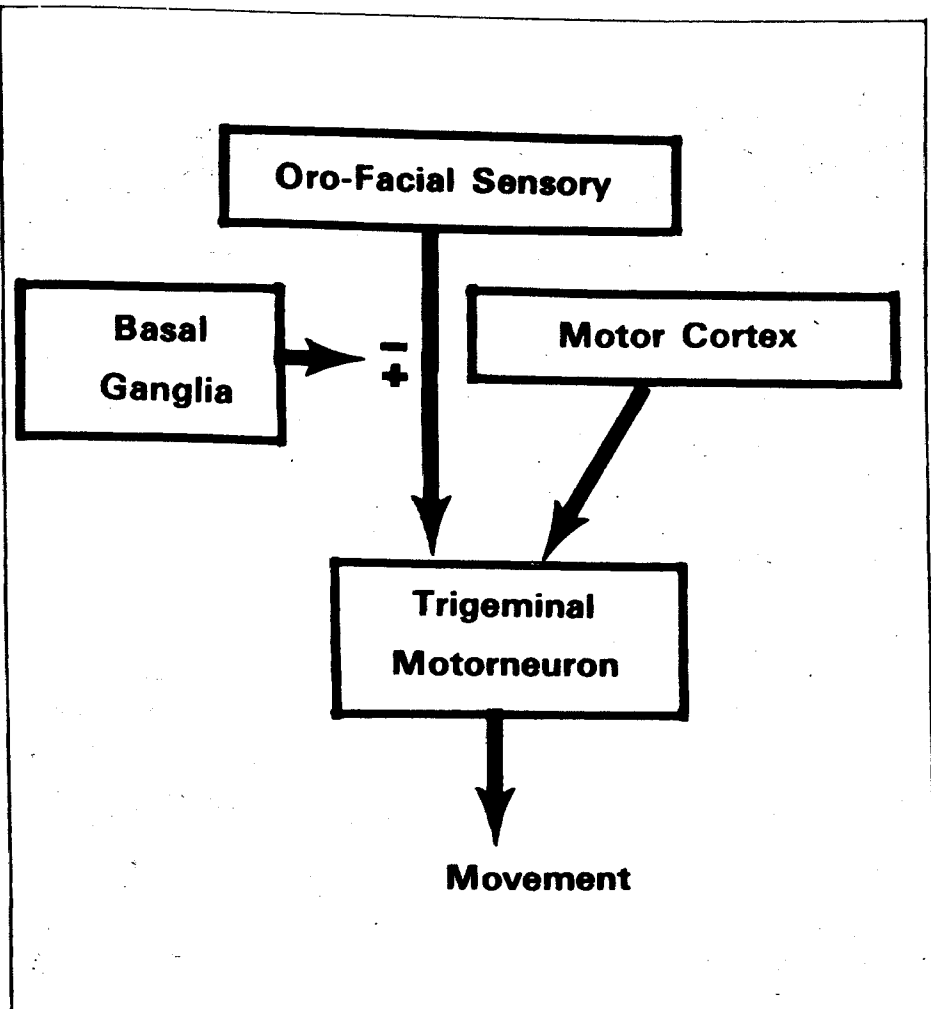 Oro-Facial Sensory
Basal
Ganglia
−
+
Motor Cortex
Trigeminal
Motorneuron
Movement